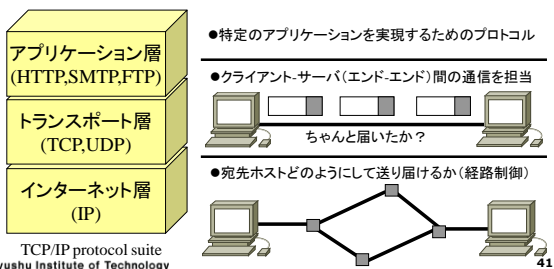 アプリケーション層
(HTTP,SMTP,FTP)
●特定のアプリケーションを実現するためのプロトコル
トランスポート層
(TCP,UDP)
●クライアント-サーバ(エンド-エンド)間の通信を担当
ちゃんと届いたか？
インターネット層
(IP)
●宛先ホストどのようにして送り届けるか(経路制御)
TCP/IP protocol suite
yushu Institute of Technology
41